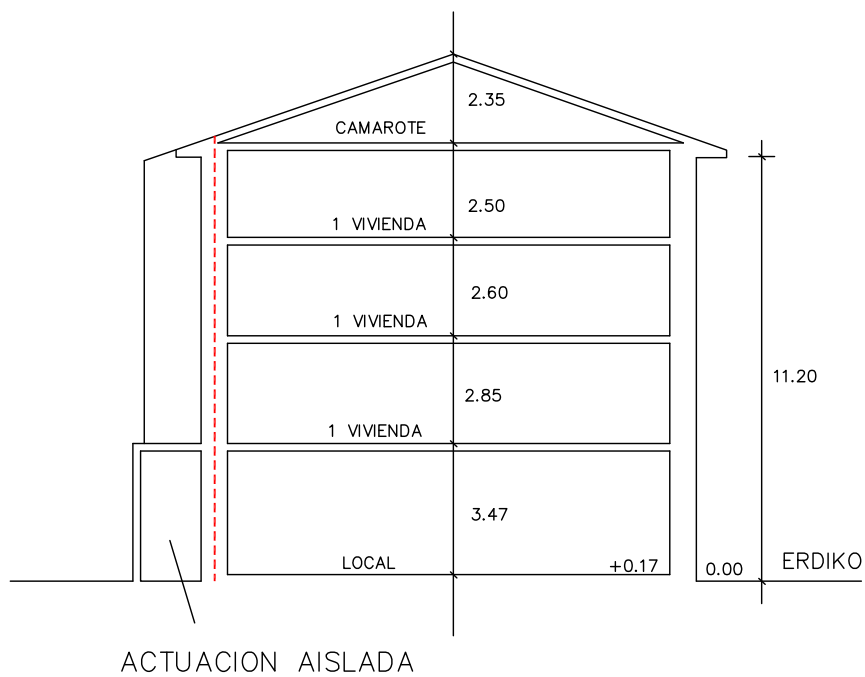 2.35
CAMAROTE
2.50
1 VIVIENDA
2.60
1 VIVIENDA
11.20
2.85
1 VIVIENDA
3.47
LOCAL
+0.17
0.00
ERDIKO
ACTUACION AISLADA